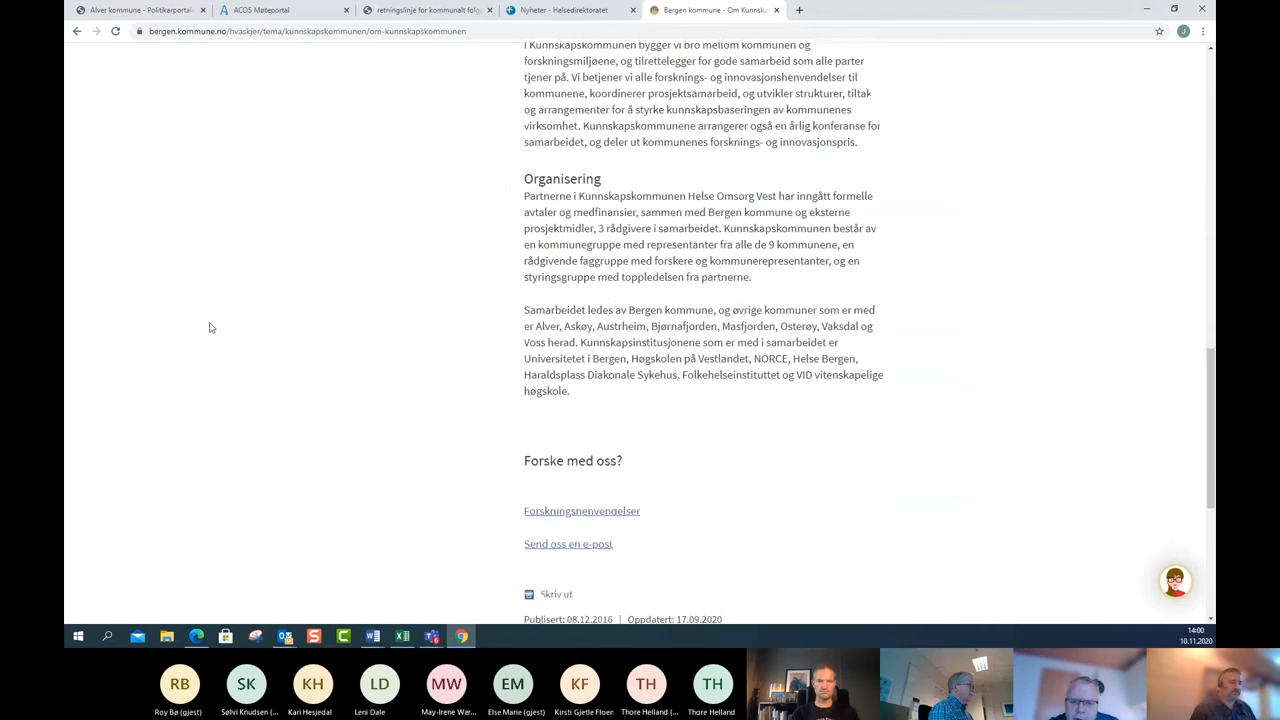 Alver kommune - Politikerportale
ACOS Møteportal
retningslinje for kommunalt følg
Nyheter - Helsedirektoratet
Bergen kommune - Om Kunnska
bergen.kommune.no/hvaskjer/tema/kunnskapskommunen/om-kunnskapskommunen
J
I Kunnskapskommunen bygger vi bro mellom kommunen og
forskningsmiljøene, og tilrettelegger for gode samarbeid som alle parter
tjener på. Vi betjener vi alle forsknings- og innovasjonshenvendelser til
kommunene, koordinerer prosjektsamarbeid, og utvikler strukturer, tiltak
og arrangementer for å styrke kunnskapsbaseringen av kommunenes
virksomhet. Kunnskapskommunene arrangerer også en årlig konferanse for
samarbeidet, og deler ut kommunenes forsknings- og innovasjonspris.
Organisering
Partnerne i Kunnskapskommunen Helse Omsorg Vest har inngått formelle
avtaler og medfinansier, sammen med Bergen kommune og eksterne
prosjektmidler, 3 rådgivere i samarbeidet. Kunnskapskommunen består av
en kommunegruppe med representanter fra alle de 9 kommunene, en
rådgivende faggruppe med forskere og kommunerepresentanter, og en
styringsgruppe med toppledelsen fra partnerne.
Samarbeidet ledes av Bergen kommune, og øvrige kommuner som er med
er Alver, Askøy, Austrheim, Bjørnafjorden, Masfjorden, Osterøy, Vaksdal og
Voss herad. Kunnskapsinstitusjonene som er med i samarbeidet er
Universitetet i Bergen, Høgskolen på Vestlandet, NORCE, Helse Bergen,
Haraldsplass Diakonale Sykehus, Folkehelseinstituttet og VID vitenskapelige
høgskole.
Forske med oss?
Forskningshenvendelser
Send oss en e-post
Skriv ut
Publisert: 08.12.2016 | Oppdatert: 17.09.2020
14:00
10.11.2020
RB SK KH LD MW EM KF TH TH
Roy Bø (gjest) Sølvi Knudsen (... Kari Hesjedal Leni Dale May-Irene Wer... Else Marie (gjest) Kirsti Gjetle Floen Thore Helland (... Thore Helland